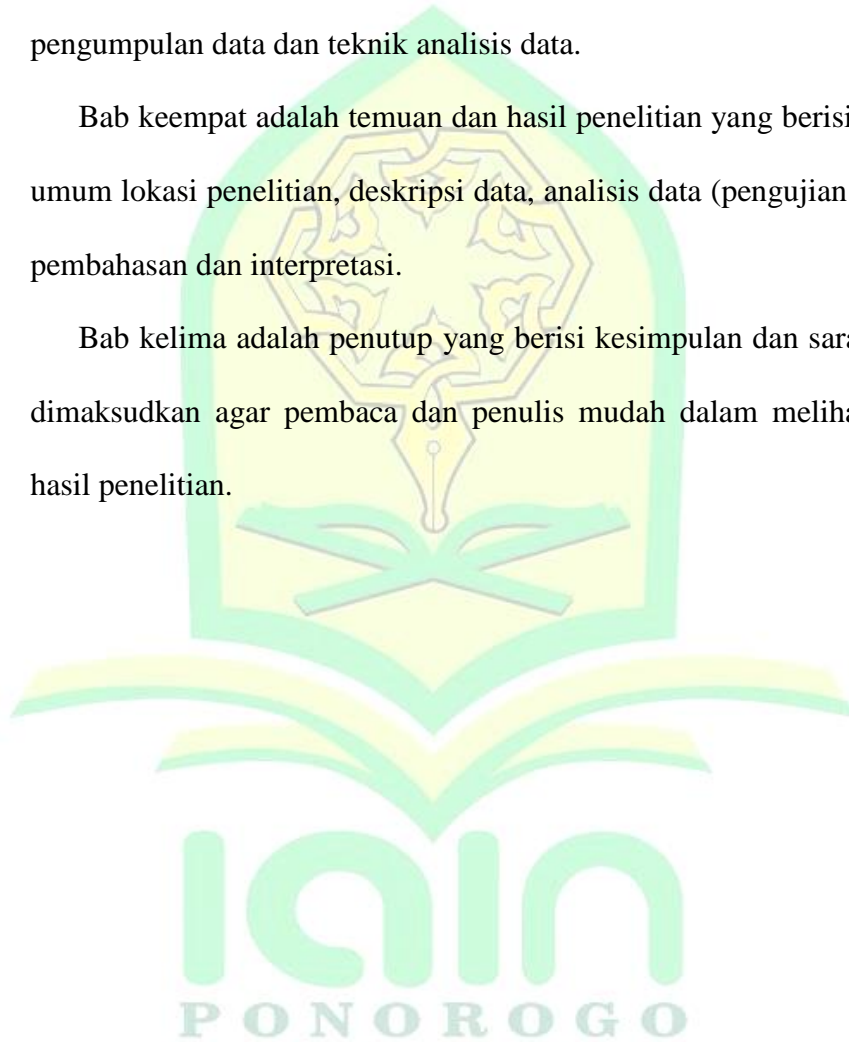 pengumpulan data dan teknik analisis data.
Bab keempat adalah temuan dan hasil penelitian yang berisi
umum lokasi penelitian, deskripsi data, analisis data (pengujian
pembahasan dan interpretasi.
Bab kelima adalah penutup yang berisi kesimpulan dan sara
dimaksudkan agar pembaca dan penulis mudah dalam meliha
hasil penelitian.
iain
PONOROGO